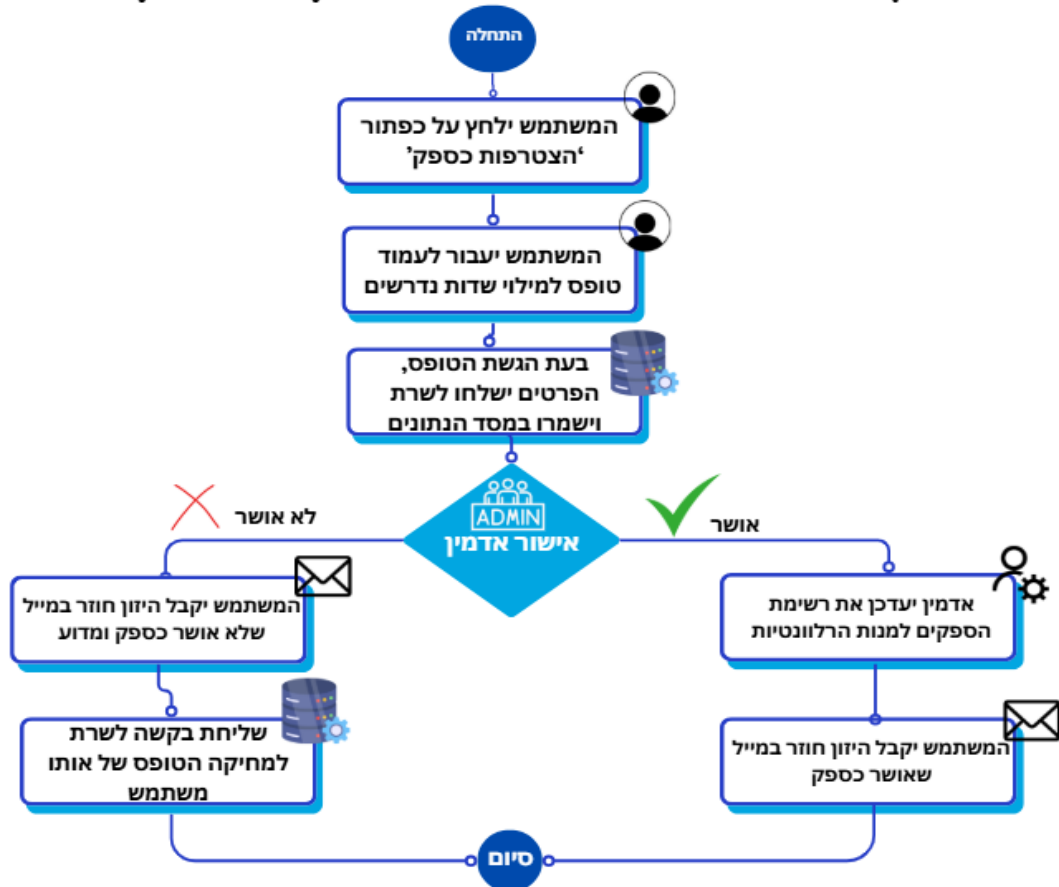 התחלה
המשתמש ילחץ על כפתור
'הצטרפות כספק'
המשתמש יעבור לעמוד
טופס למילוי שדות נדרשים
בעת הגשת הטופס,
הפרטים ישלחו לשרת
וישמרו במסד הנתונים
ADMIN
אישור אדמין
אושר
לא אושר
אדמין יעדכן את רשימת
הספקים למנות הרלוונטיות
המשתמש יקבל היזון חוזר במייל
שאושר כספק
המשתמש יקבל היזון חוזר במייל
שלא אושר כספק ומדוע
שליחת בקשה לשרת
למחיקה הטופס של אותו
משתמש
סיום